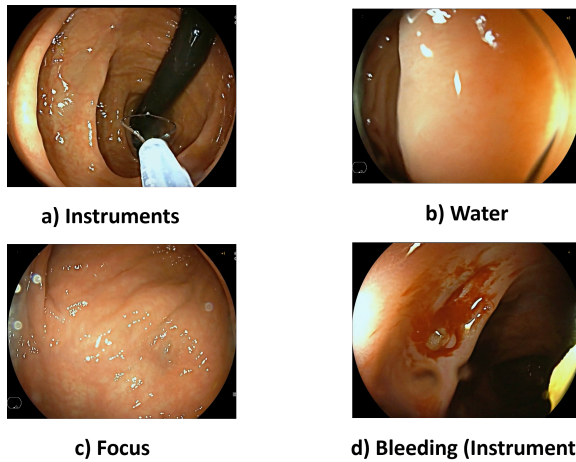 a) Instruments
b) Water
c) Focus
d) Bleeding (Instrument